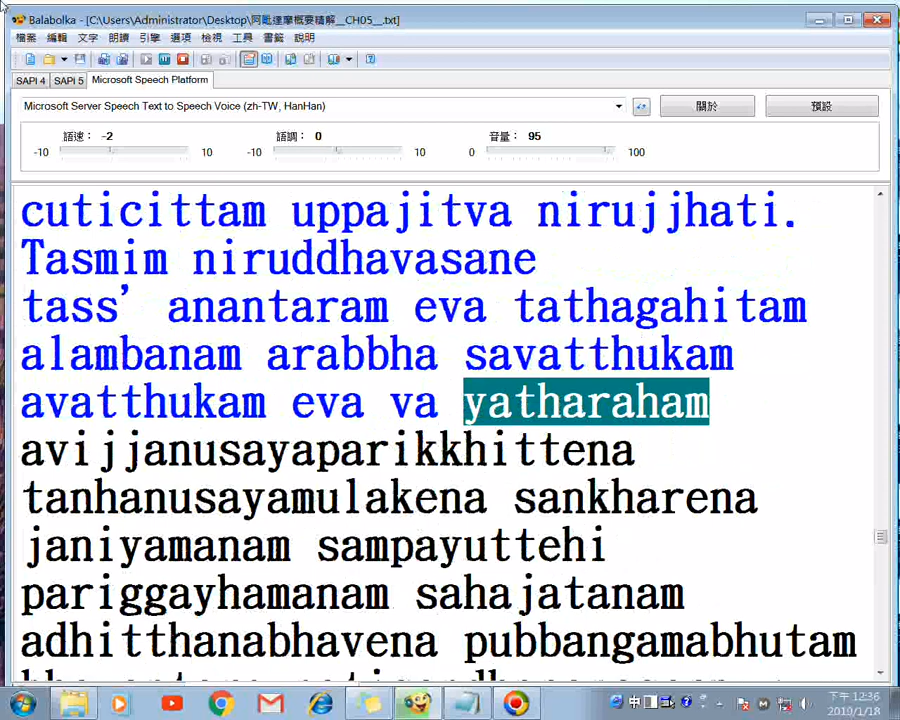 Balabolka - [C:\Users\Administrator\Desktop\阿毗達摩概要精解__CH05__.txt]
檔案 編輯 文字 朗讀 引擎 選項 檢視 工具 書籤 說明
SAPI 4 SAPI 5 Microsoft Speech Platform
Microsoft Server Speech Text to Speech Voice (zh-TW, HanHan) 關於 預設
語速： -2 語調： 0 音量： 95
-10 10 -10 10 0 100
cuticittam uppajitva nirujjhati.
Tasmim niruddhavasane
tass’ anantaram eva tathagahitam
alambanam arabbha savatthukam
avatthukam eva va yatharaham
avijjanusayaparikkhittena
tanhanusayamulakena sankharena
janiyamanam sampayuttehi
pariggayhamanam sahajatanam
adhitthanabhavena pubbangamabhutam
中
下午 12:36
2019/1/18